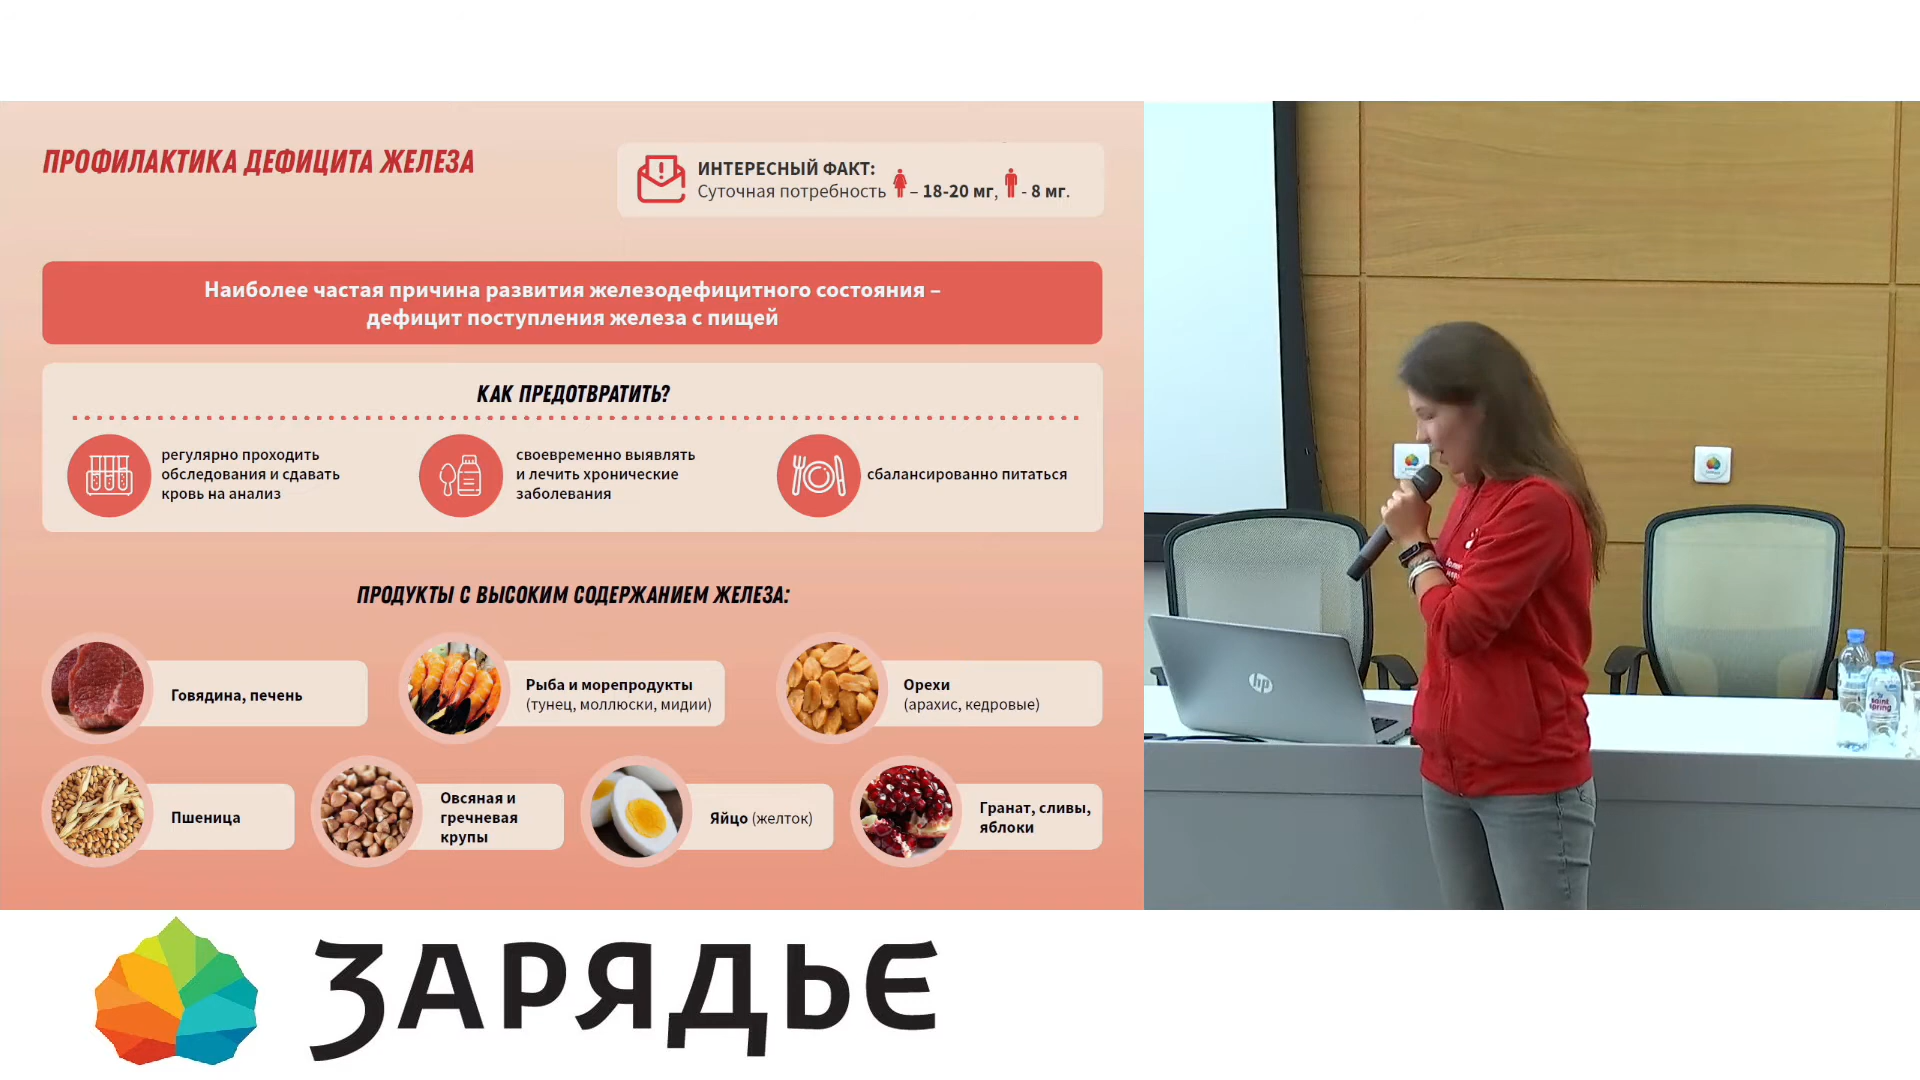 ПРОФИЛАКТИКА ДЕФИЦИТА ЖЕЛЕЗА
ИНТЕРЕСНЫЙ ФАКТ:
Суточная потребность – 18-20 мг, - 8 мг.
Наиболее частая причина развития железодефицитного состояния –
дефицит поступления железа с пищей
КАК ПРЕДОТВРАТИТЬ?
регулярно проходить
обследования и сдавать
кровь на анализ
своевременно выявлять
и лечить хронические
заболевания
сбалансированно питаться
ПРОДУКТЫ С ВЫСОКИМ СОДЕРЖАНИЕМ ЖЕЛЕЗА:
Говядина, печень
Рыба и морепродукты
(тунец, моллюски, мидии)
Орехи
(арахис, кедровые)
Пшеница
Овсяная и
гречневая
крупы
Яйцо (желток)
Гранат, сливы,
яблоки
hp
saint
spring
ЗАРЯДЬЕ